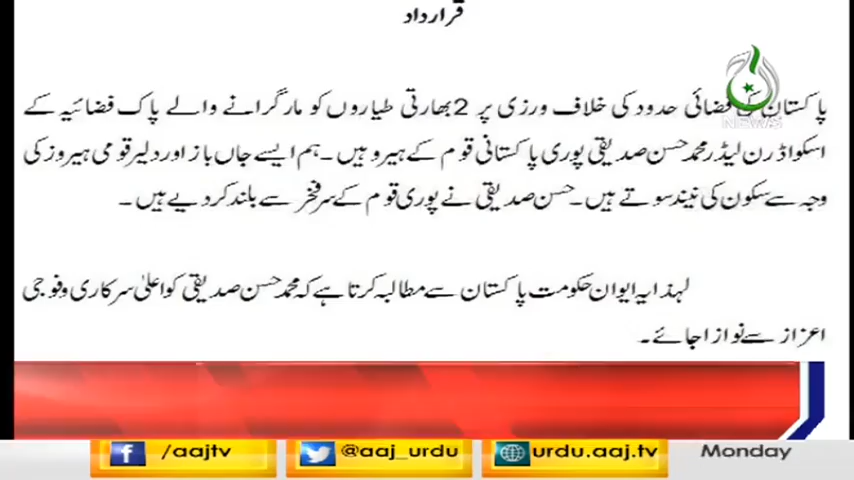 قرارداد
پاکستان کی فضائی حدود کی خلاف ورزی پر 2 بھارتی طیاروں کو مار گرانے والے پاک فضائیہ کے
اسکواڈرن لیڈر محمد حسن صدیقی پوری پاکستانی قوم کے ہیرو ہیں۔ ہم ایسے جاں باز اور دلیر قومی ہیروز کی
وجہ سے سکون کی نیند سوتے ہیں۔ حسن صدیقی نے پوری قوم کے سر فخر سے بلند کر دیے ہیں۔
لہذا یہ ایوان حکومت پاکستان سے مطالبہ کرتا ہے کہ محمد حسن صدیقی کو اعلیٰ سرکاری و فوجی
اعزاز سے نوازا جائے۔
NEWS
/aajtv @aaj_urdu urdu.aaj.tv Monday